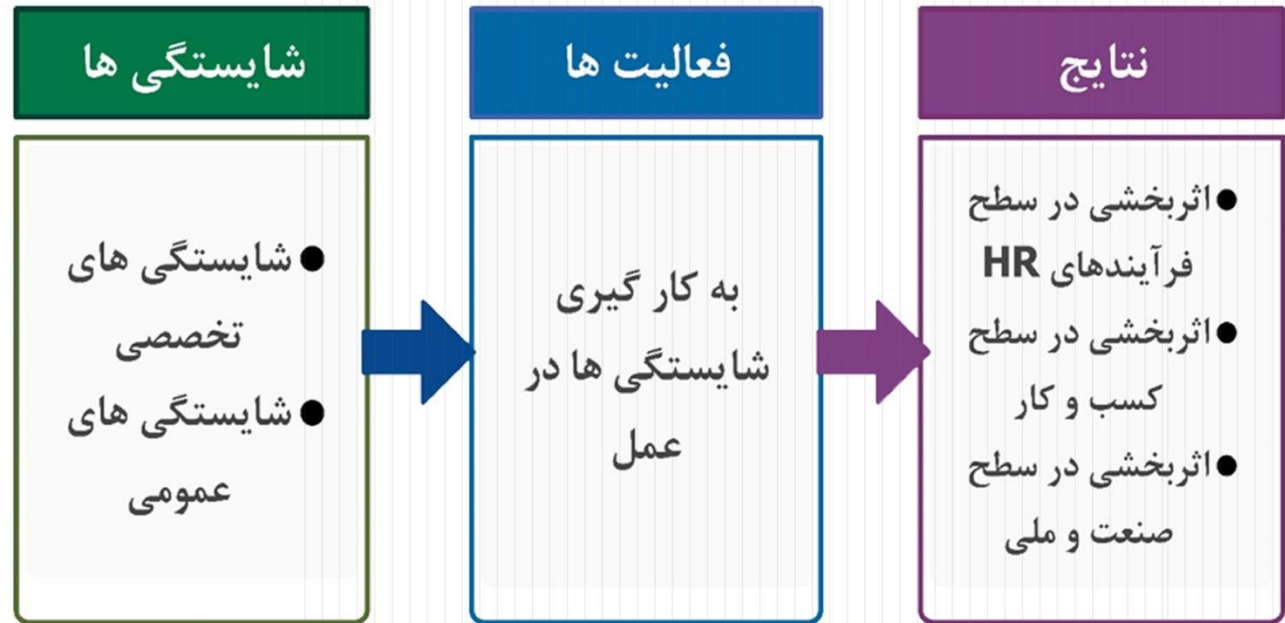 شایستگی ها
● شایستگی های
تخصصی
● شایستگی های
عمومی
فعالیت ها
به کار گیری
شایستگی ها در
عمل
نتایج
● اثربخشی در سطح
فرآیندهای HR
● اثربخشی در سطح
کسب و کار
● اثربخشی در سطح
صنعت و ملی